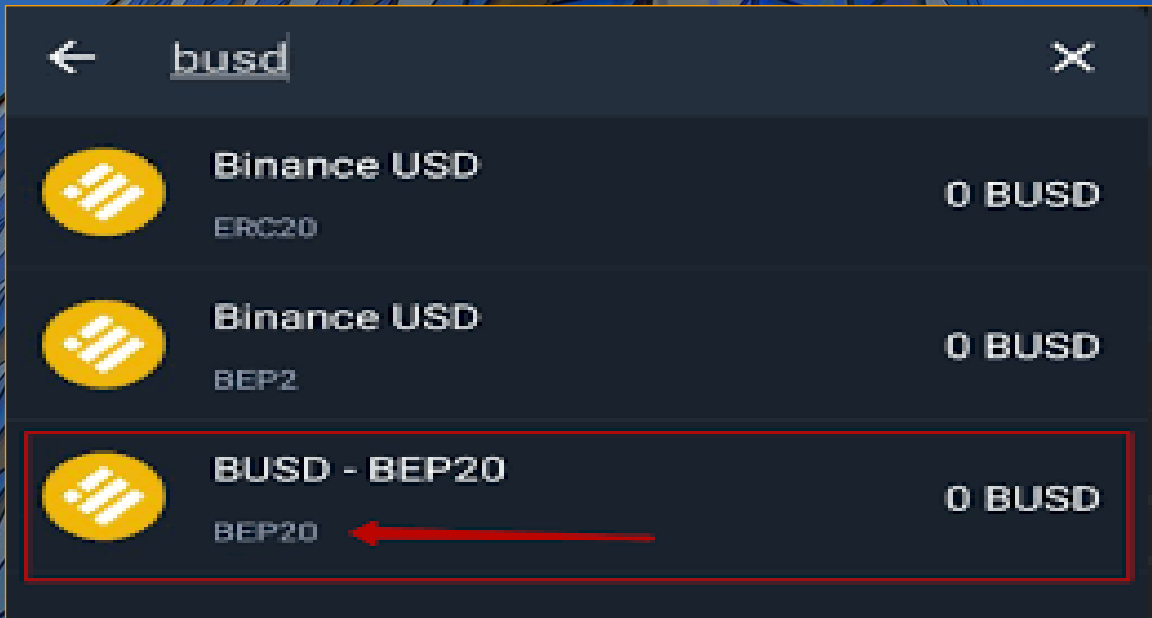 busd
Binance USD
0 BUSD
ERC20
Binance USD
0 BUSD
BEP2
BUSD - BEP20
0 BUSD
BEP20